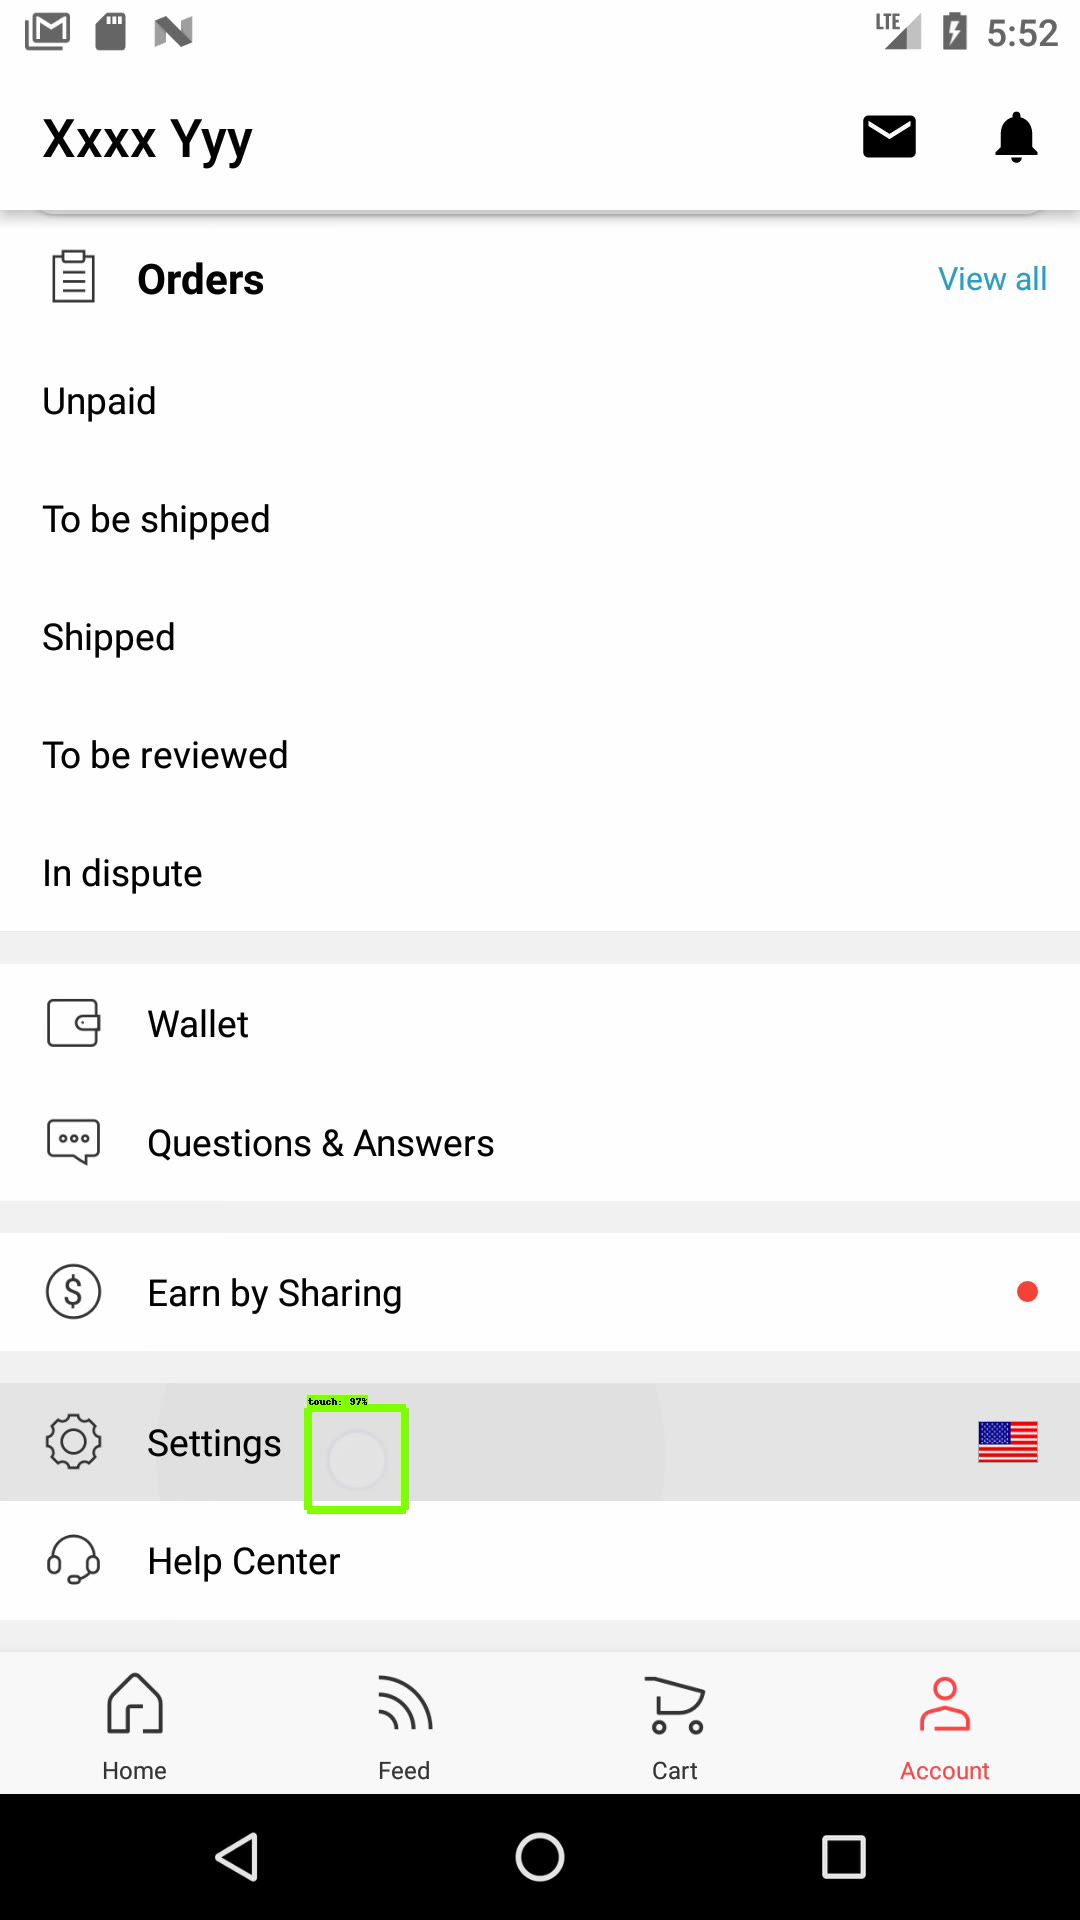 LTE 5:52
Xxxx Yyy
Orders View all
Unpaid
To be shipped
Shipped
To be reviewed
In dispute
Wallet
Questions & Answers
Earn by Sharing
touch: 97%
Settings
Help Center
Home Feed Cart Account